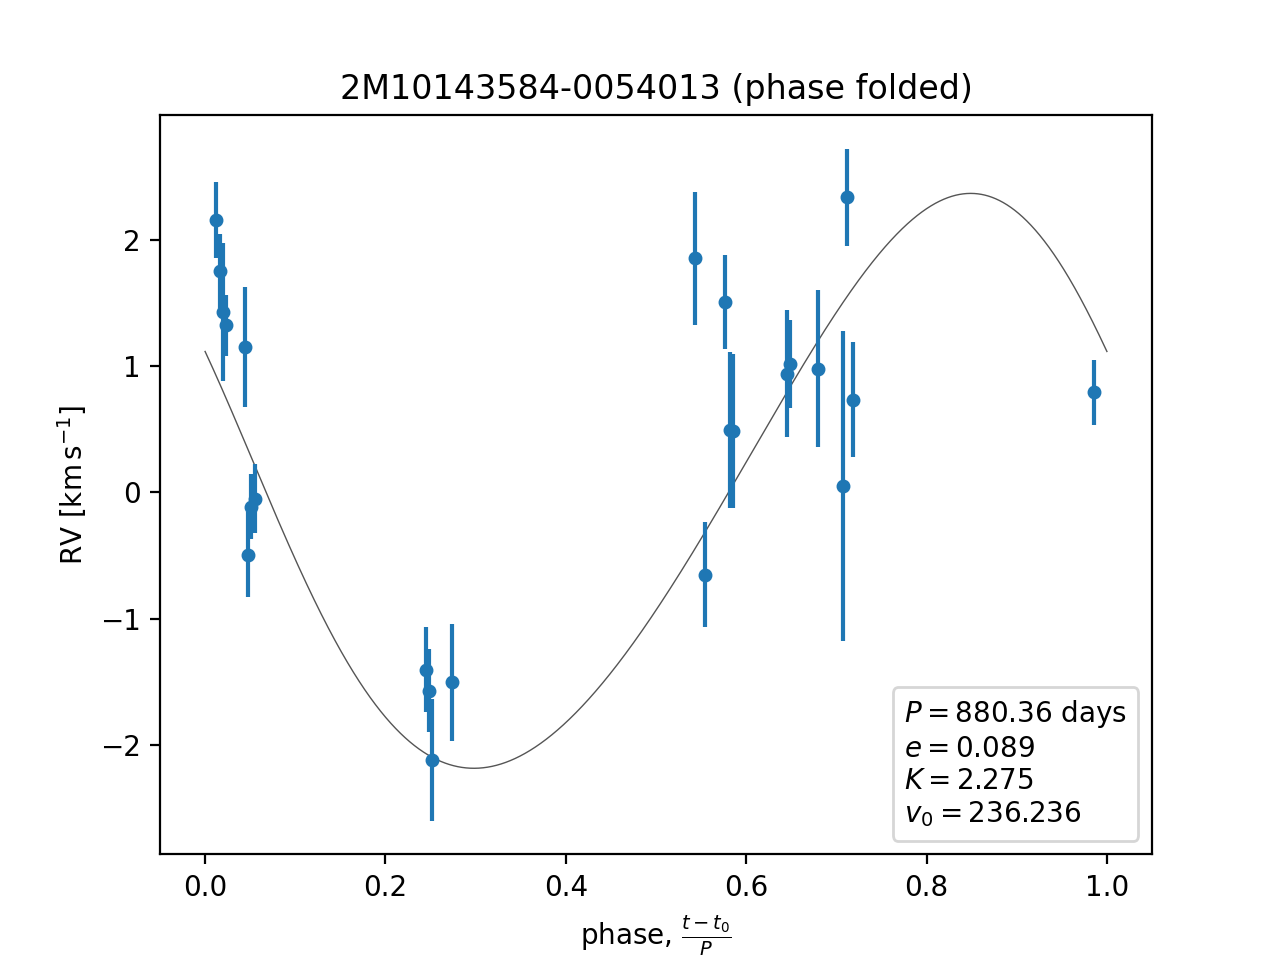 2M10143584-0054013 (phase folded)
RV [km s⁻¹]
2
1
0
−1
−2
P = 880.36 days
e = 0.089
K = 2.275
v₀ = 236.236
0.0 0.2 0.4 0.6 0.8 1.0
phase, (t − t₀)/P